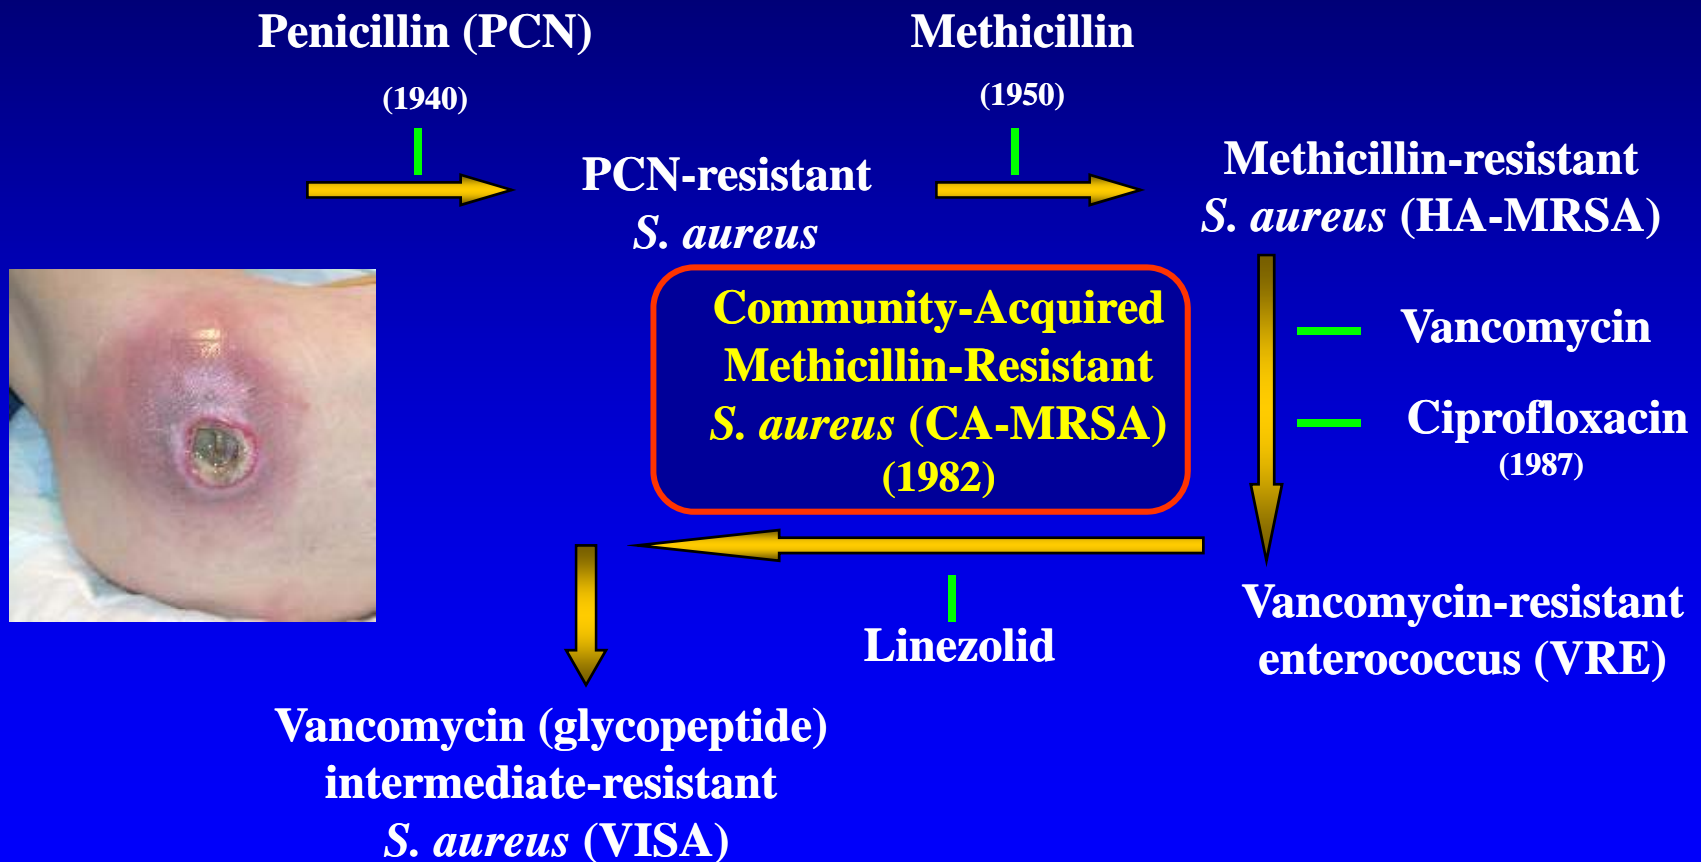 Penicillin (PCN)
(1940)
Methicillin
(1950)
PCN-resistant
S. aureus
Methicillin-resistant
S. aureus (HA-MRSA)
Community-Acquired
Methicillin-Resistant
S. aureus (CA-MRSA)
(1982)
Vancomycin
Ciprofloxacin
(1987)
Vancomycin-resistant
enterococcus (VRE)
Linezolid
Vancomycin (glycopeptide)
intermediate-resistant
S. aureus (VISA)